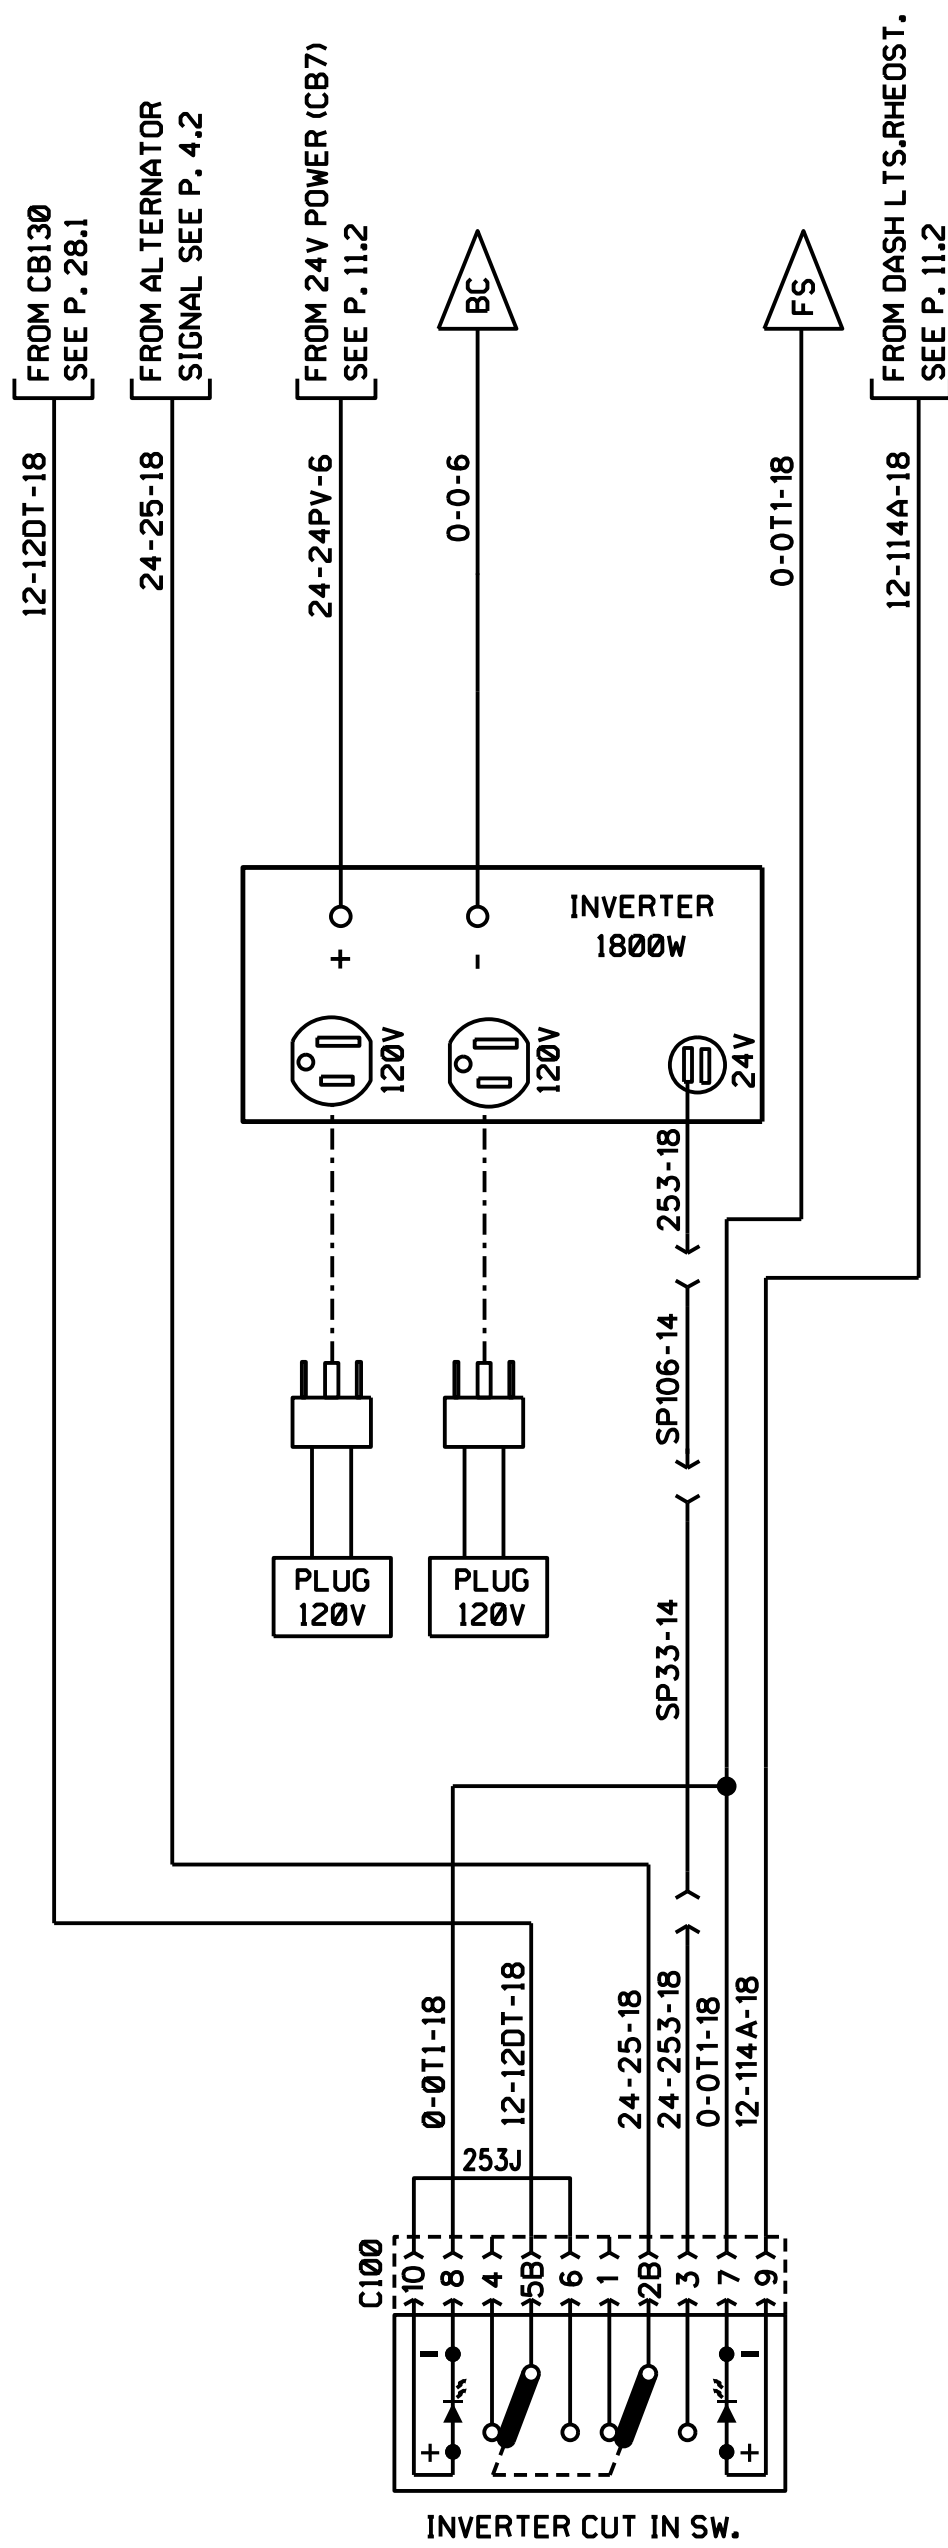 FROM CB130
SEE P. 28.1
FROM ALTERNATOR
SIGNAL SEE P. 4.2
FROM 24V POWER (CB7)
SEE P. 11.2
BC
FS
FROM DASH LTS.RHEOST.
SEE P. 11.2
12-12DT-18
24-25-18
24-24PV-6
0-0-6
0-0T1-18
12-114A-18
INVERTER
1800W
+
-
120V
120V
24V
253-18
SP106-14
PLUG
120V
PLUG
120V
SP33-14
0-0T1-18
12-12DT-18
24-25-18
24-253-18
0-0T1-18
12-114A-18
253J
C100
10
8
4
5B
6
1
2B
3
7
9
-
-
+
+
INVERTER CUT IN SW.